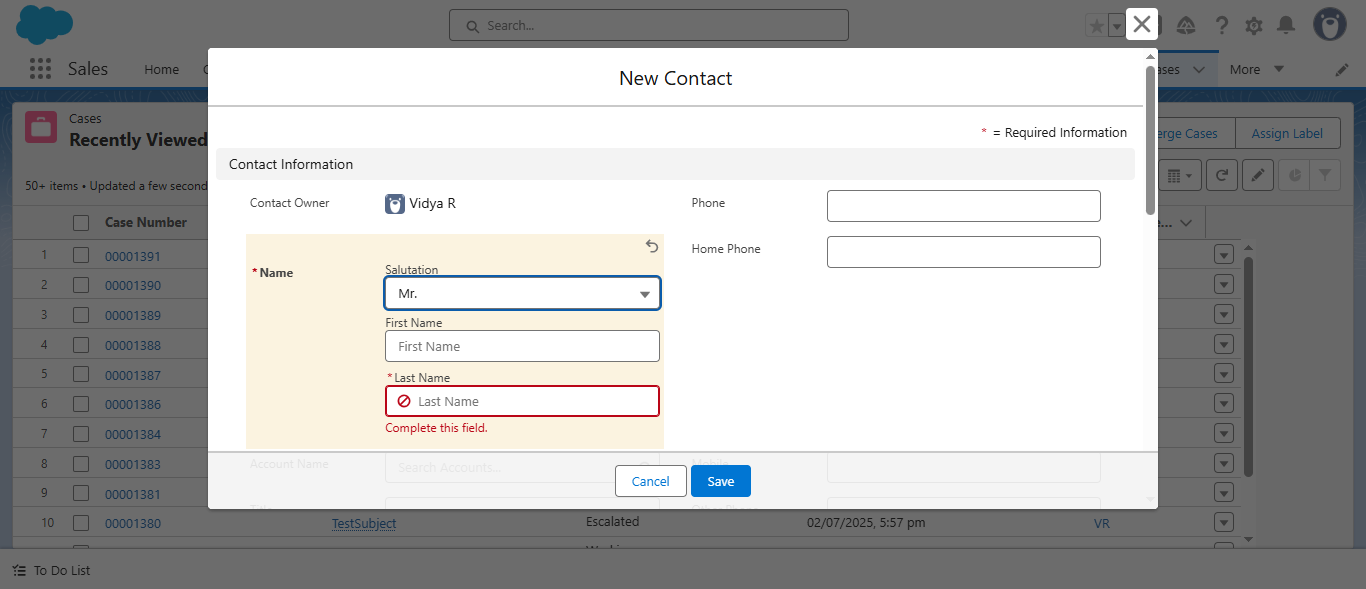 Search...
Sales
Home
ases
More
New Contact
Cases
Recently Viewed
erge Cases
Assign Label
* = Required Information
50+ items • Updated a few second
Contact Information
Contact Owner
Vidya R
Phone
Case Number
Home Phone
* Name
Salutation
Mr.
First Name
First Name
* Last Name
Last Name
Complete this field.
1 00001391
2 00001390
3 00001389
4 00001388
5 00001387
6 00001386
7 00001384
8 00001383
9 00001381
Account Name
Search Accounts...
Mobile
Cancel
Save
10 00001380 TestSubject Escalated 02/07/2025, 5:57 pm VR
To Do List